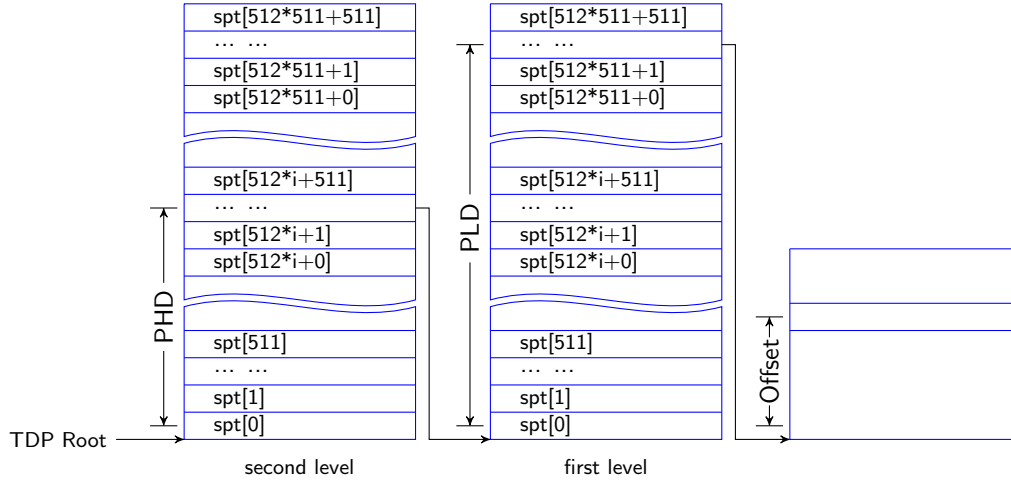 spt[512*511+511]
... ...
spt[512*511+1]
spt[512*511+0]
spt[512*i+511]
... ...
spt[512*i+1]
spt[512*i+0]
spt[511]
... ...
spt[1]
spt[0]
PHD
TDP Root
second level
spt[512*511+511]
... ...
spt[512*511+1]
spt[512*511+0]
spt[512*i+511]
... ...
spt[512*i+1]
spt[512*i+0]
spt[511]
... ...
spt[1]
spt[0]
PLD
first level
Offset